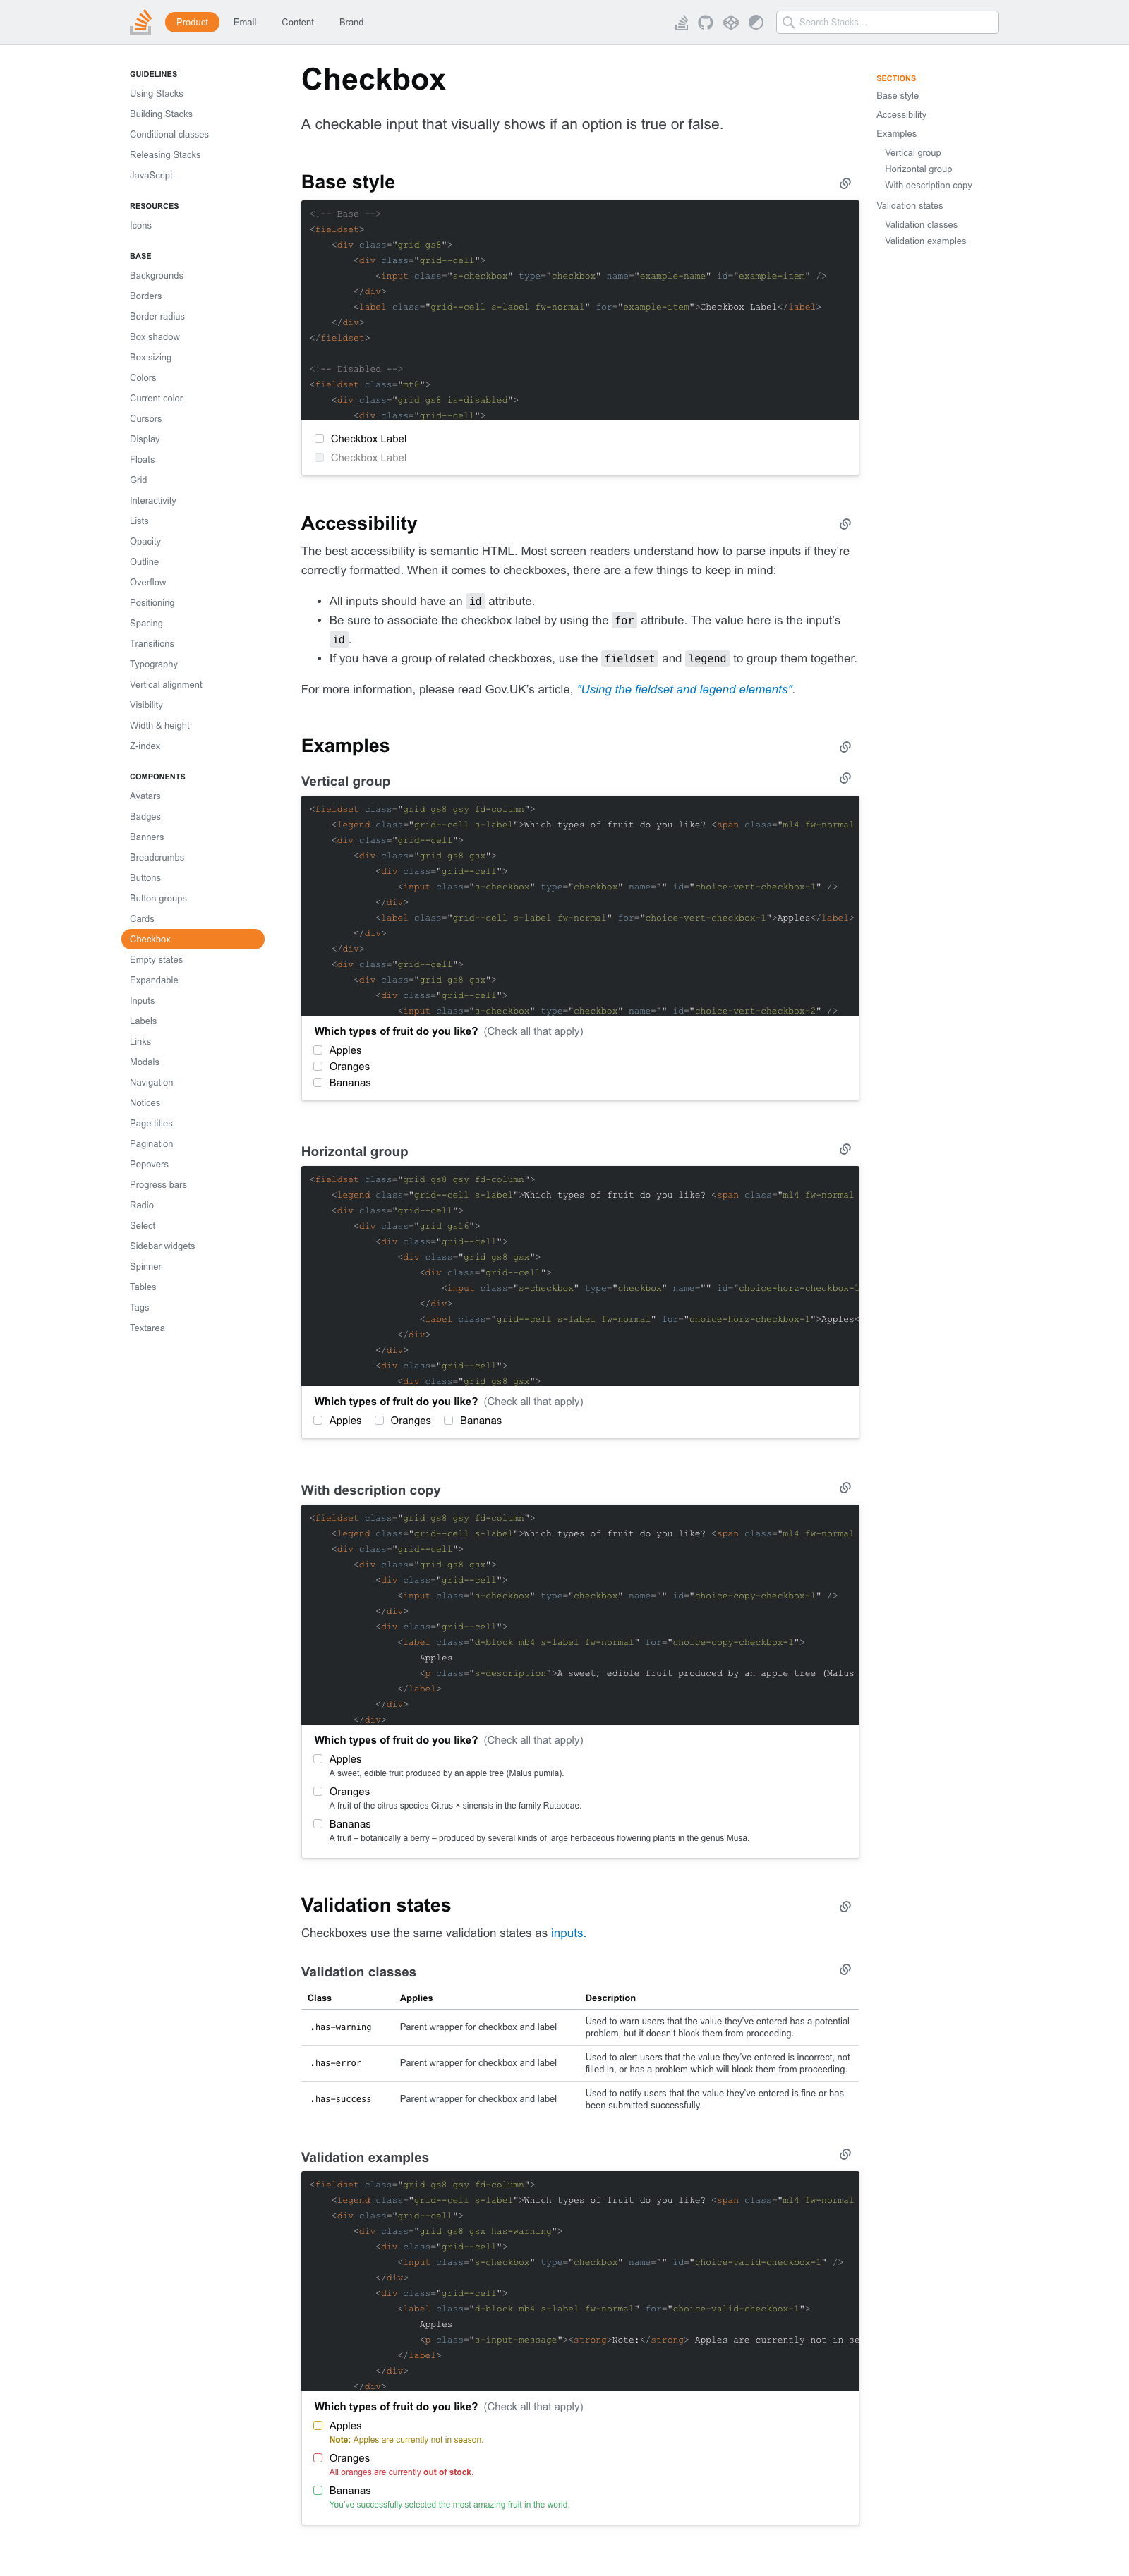 Product Email Content Brand Search Stacks…
GUIDELINES
Using Stacks
Building Stacks
Conditional classes
Releasing Stacks
JavaScript
RESOURCES
Icons
BASE
Backgrounds
Borders
Border radius
Box shadow
Box sizing
Colors
Current color
Cursors
Display
Floats
Grid
Interactivity
Lists
Opacity
Outline
Overflow
Positioning
Spacing
Transitions
Typography
Vertical alignment
Visibility
Width & height
Z-index
COMPONENTS
Avatars
Badges
Banners
Breadcrumbs
Buttons
Button groups
Cards
Checkbox
Empty states
Expandable
Inputs
Labels
Links
Modals
Navigation
Notices
Page titles
Pagination
Popovers
Progress bars
Radio
Select
Sidebar widgets
Spinner
Tables
Tags
Textarea
Checkbox
A checkable input that visually shows if an option is true or false.
Base style
<!-- Base -->
<fieldset>
<div class="grid gs8">
<div class="grid--cell">
<input class="s-checkbox" type="checkbox" name="example-name" id="example-item" />
</div>
<label class="grid--cell s-label fw-normal" for="example-item">Checkbox Label</label>
</div>
</fieldset>
<!-- Disabled -->
<fieldset class="mt8">
<div class="grid gs8 is-disabled">
<div class="grid--cell">
Checkbox Label
Checkbox Label
Accessibility
The best accessibility is semantic HTML. Most screen readers understand how to parse inputs if they’re
correctly formatted. When it comes to checkboxes, there are a few things to keep in mind:
• All inputs should have an id attribute.
• Be sure to associate the checkbox label by using the for attribute. The value here is the input’s
id.
• If you have a group of related checkboxes, use the fieldset and legend to group them together.
For more information, please read Gov.UK’s article, "Using the fieldset and legend elements".
Examples
Vertical group
<fieldset class="grid gs8 gsy fd-column">
<legend class="grid--cell s-label">Which types of fruit do you like? <span class="ml4 fw-normal
<div class="grid--cell">
<div class="grid gs8 gsx">
<div class="grid--cell">
<input class="s-checkbox" type="checkbox" name="" id="choice-vert-checkbox-1" />
</div>
<label class="grid--cell s-label fw-normal" for="choice-vert-checkbox-1">Apples</label>
</div>
</div>
<div class="grid--cell">
<div class="grid gs8 gsx">
<div class="grid--cell">
<input class="s-checkbox" type="checkbox" name="" id="choice-vert-checkbox-2" />
Which types of fruit do you like? (Check all that apply)
Apples
Oranges
Bananas
Horizontal group
<fieldset class="grid gs8 gsy fd-column">
<legend class="grid--cell s-label">Which types of fruit do you like? <span class="ml4 fw-normal
<div class="grid--cell">
<div class="grid gs16">
<div class="grid--cell">
<div class="grid gs8 gsx">
<div class="grid--cell">
<input class="s-checkbox" type="checkbox" name="" id="choice-horz-checkbox-1
</div>
<label class="grid--cell s-label fw-normal" for="choice-horz-checkbox-1">Apples<
</div>
</div>
<div class="grid--cell">
<div class="grid gs8 gsx">
Which types of fruit do you like? (Check all that apply)
Apples Oranges Bananas
With description copy
<fieldset class="grid gs8 gsy fd-column">
<legend class="grid--cell s-label">Which types of fruit do you like? <span class="ml4 fw-normal
<div class="grid--cell">
<div class="grid gs8 gsx">
<div class="grid--cell">
<input class="s-checkbox" type="checkbox" name="" id="choice-copy-checkbox-1" />
</div>
<div class="grid--cell">
<label class="d-block mb4 s-label fw-normal" for="choice-copy-checkbox-1">
Apples
<p class="s-description">A sweet, edible fruit produced by an apple tree (Malus
</label>
</div>
</div>
Which types of fruit do you like? (Check all that apply)
Apples
A sweet, edible fruit produced by an apple tree (Malus pumila).
Oranges
A fruit of the citrus species Citrus × sinensis in the family Rutaceae.
Bananas
A fruit – botanically a berry – produced by several kinds of large herbaceous flowering plants in the genus Musa.
Validation states
Checkboxes use the same validation states as inputs.
Validation classes
Class Applies Description
.has-warning Parent wrapper for checkbox and label Used to warn users that the value they’ve entered has a potential
problem, but it doesn’t block them from proceeding.
.has-error Parent wrapper for checkbox and label Used to alert users that the value they’ve entered is incorrect, not
filled in, or has a problem which will block them from proceeding.
.has-success Parent wrapper for checkbox and label Used to notify users that the value they’ve entered is fine or has
been submitted successfully.
Validation examples
<fieldset class="grid gs8 gsy fd-column">
<legend class="grid--cell s-label">Which types of fruit do you like? <span class="ml4 fw-normal
<div class="grid--cell">
<div class="grid gs8 gsx has-warning">
<div class="grid--cell">
<input class="s-checkbox" type="checkbox" name="" id="choice-valid-checkbox-1" />
</div>
<div class="grid--cell">
<label class="d-block mb4 s-label fw-normal" for="choice-valid-checkbox-1">
Apples
<p class="s-input-message"><strong>Note:</strong> Apples are currently not in se
</label>
</div>
</div>
Which types of fruit do you like? (Check all that apply)
Apples
Note: Apples are currently not in season.
Oranges
All oranges are currently out of stock.
Bananas
You’ve successfully selected the most amazing fruit in the world.
SECTIONS
Base style
Accessibility
Examples
Vertical group
Horizontal group
With description copy
Validation states
Validation classes
Validation examples